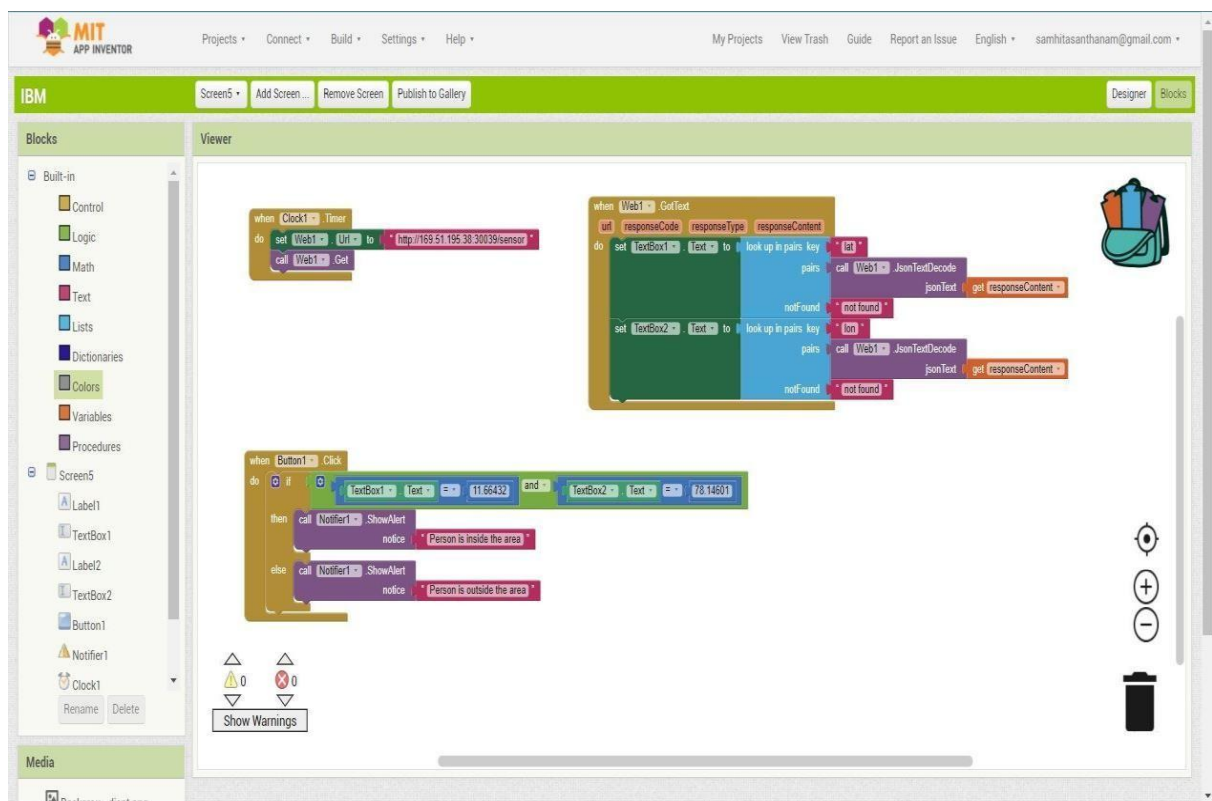 MIT
APP INVENTOR
Projects Connect Build Settings Help My Projects View Trash Guide Report an Issue English samhitasanthanam@gmail.com
IBM Screen5 Add Screen ... Remove Screen Publish to Gallery Designer Blocks
Blocks
Built-in
Control
Logic
Math
Text
Lists
Dictionaries
Colors
Variables
Procedures
Screen5
Label1
TextBox1
Label2
TextBox2
Button1
Notifier1
Clock1
Rename Delete
Media
Viewer
when Clock1 .Timer
do set Web1 . Url to " http://169.51.195.38:30039/sensor "
call Web1 .Get
when Web1 .GotText
url responseCode responseType responseContent
do set TextBox1 . Text to look up in pairs key " lat "
pairs call Web1 .JsonTextDecode
jsonText get responseContent
notFound " not found "
set TextBox2 . Text to look up in pairs key " lon "
pairs call Web1 .JsonTextDecode
jsonText get responseContent
notFound " not found "
when Button1 .Click
do if TextBox1 . Text = 11.66432 and TextBox2 . Text = 78.14601
then call Notifier1 .ShowAlert
notice " Person is inside the area "
else call Notifier1 .ShowAlert
notice " Person is outside the area "
0 0
Show Warnings